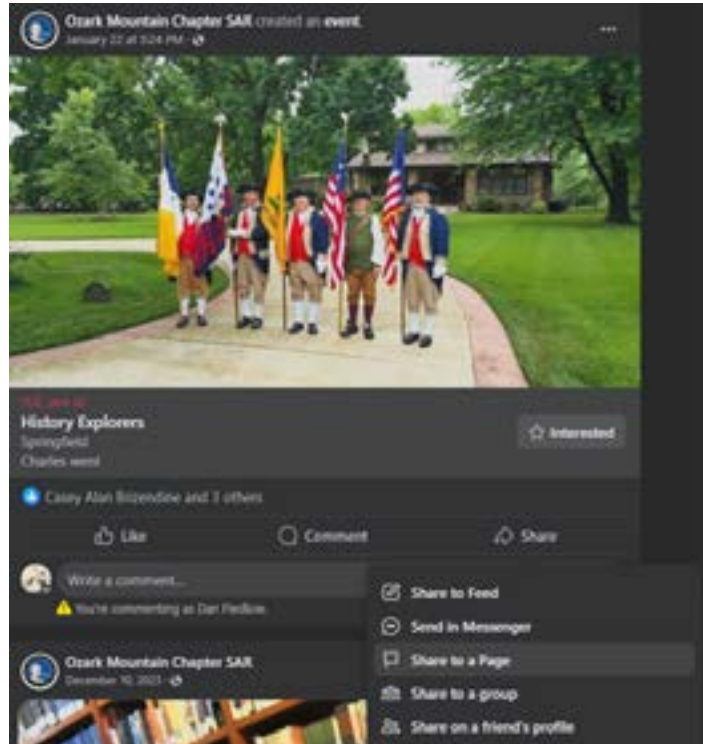 Ozark Mountain Chapter SAR created an event.
January 22 at 5:24 PM ·
History Explorers
Springfield
Charles went
Interested
Casey Alan Brizendine and 3 others
Like Comment Share
Write a comment...
You're commenting as Dan
Share to Feed
Send in Messenger
Share to a Page
Share to a group
Share on a friend's profile
Ozark Mountain Chapter SAR
December 10, 2023 ·